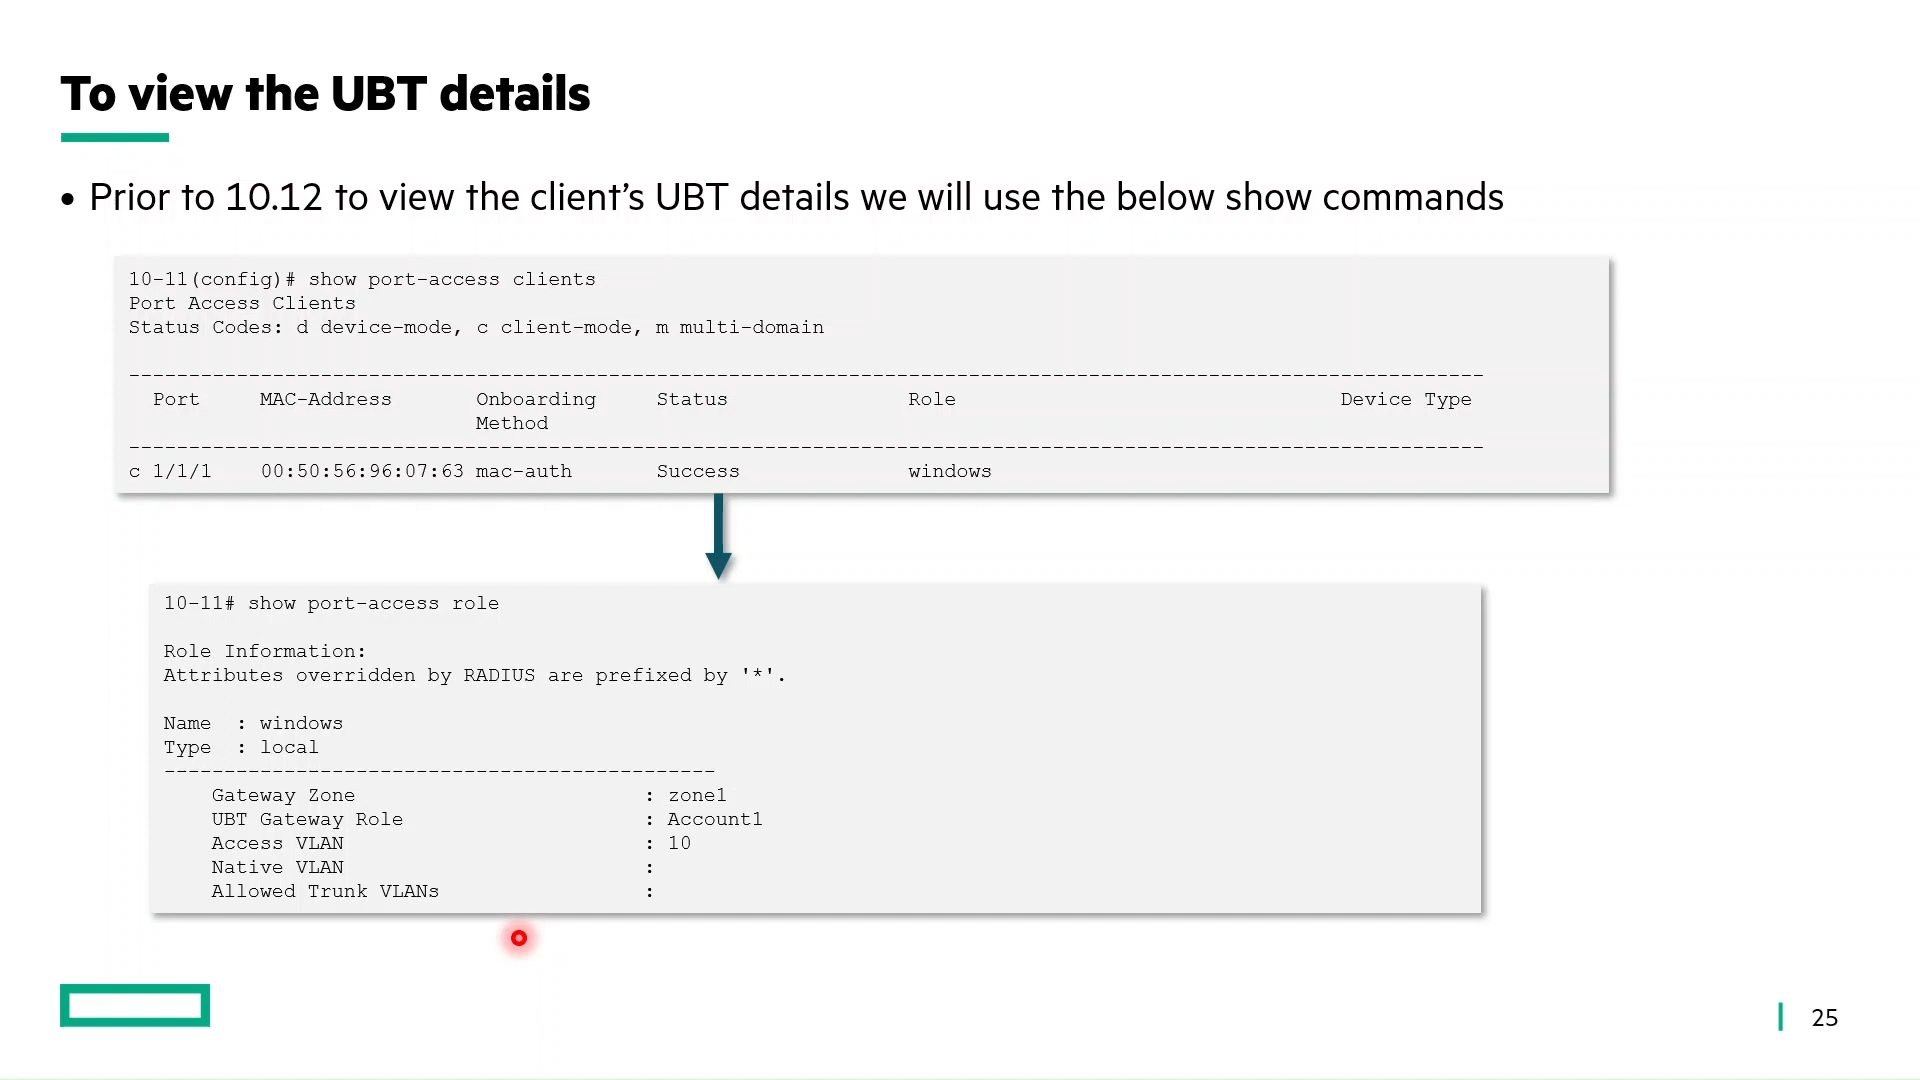 To view the UBT details
• Prior to 10.12 to view the client’s UBT details we will use the below show commands
10-11(config)# show port-access clients
Port Access Clients
Status Codes: d device-mode, c client-mode, m multi-domain
-----------------------------------------------------------------------------------------------------------------
Port MAC-Address Onboarding Status Role Device Type
Method
-----------------------------------------------------------------------------------------------------------------
c 1/1/1 00:50:56:96:07:63 mac-auth Success windows
10-11# show port-access role
Role Information:
Attributes overridden by RADIUS are prefixed by '*'.
Name : windows
Type : local
----------------------------------------------
Gateway Zone : zone1
UBT Gateway Role : Account1
Access VLAN : 10
Native VLAN :
Allowed Trunk VLANs :
25